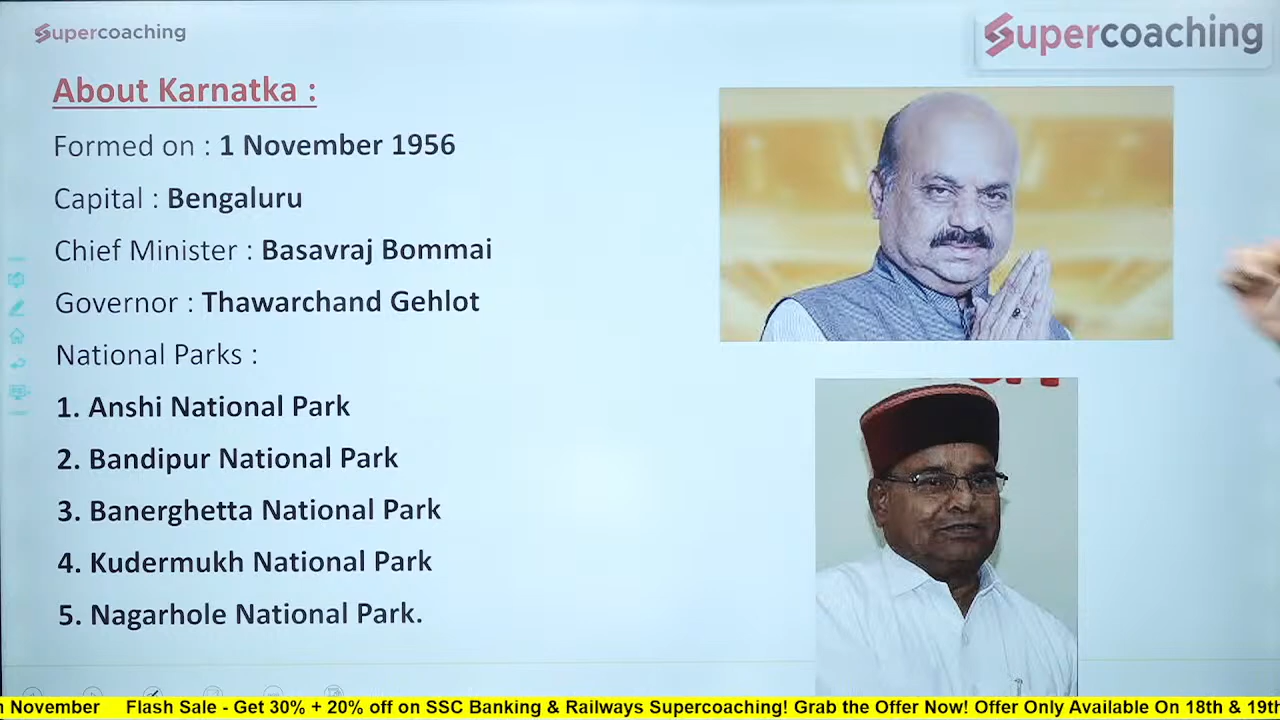 Supercoaching
Supercoaching
About Karnatka :
Formed on : 1 November 1956
Capital : Bengaluru
Chief Minister : Basavraj Bommai
Governor : Thawarchand Gehlot
National Parks :
1. Anshi National Park
2. Bandipur National Park
3. Banerghetta National Park
4. Kudermukh National Park
5. Nagarhole National Park.
November Flash Sale - Get 30% + 20% off on SSC Banking & Railways Supercoaching! Grab the Offer Now! Offer Only Available On 18th & 19th